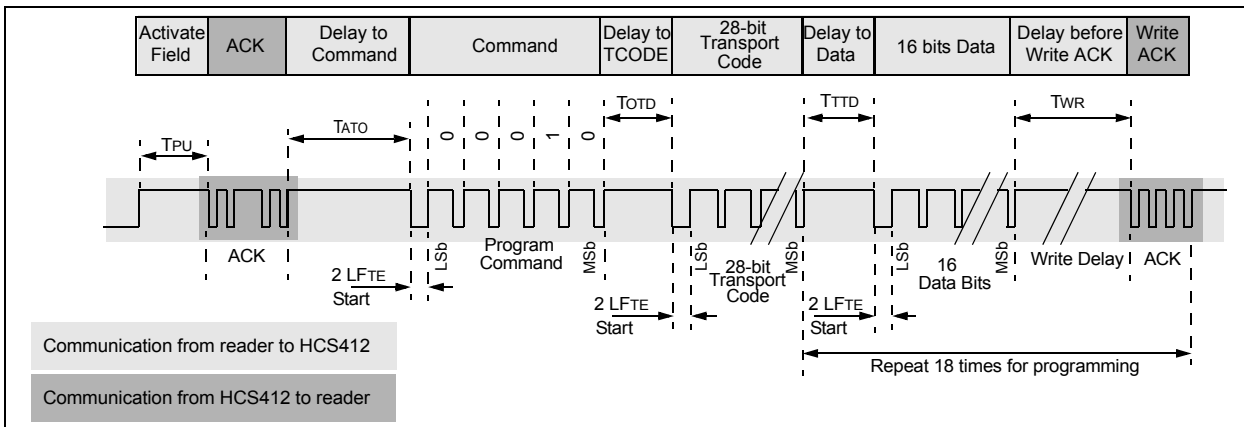 Activate Field
ACK
Delay to Command
Command
Delay to TCODE
28-bit Transport Code
Delay to Data
16 bits Data
Delay before Write ACK
Write ACK
TPU
TATO
0 0 0 1 0
TOTD
TTTD
TWR
ACK
2 LFTE
Start
LSb
Program Command
MSb
2 LFTE
Start
LSb
28-bit Transport Code
MSb
2 LFTE
Start
LSb
16 Data Bits
MSb
Write Delay
ACK
Repeat 18 times for programming
Communication from reader to HCS412
Communication from HCS412 to reader